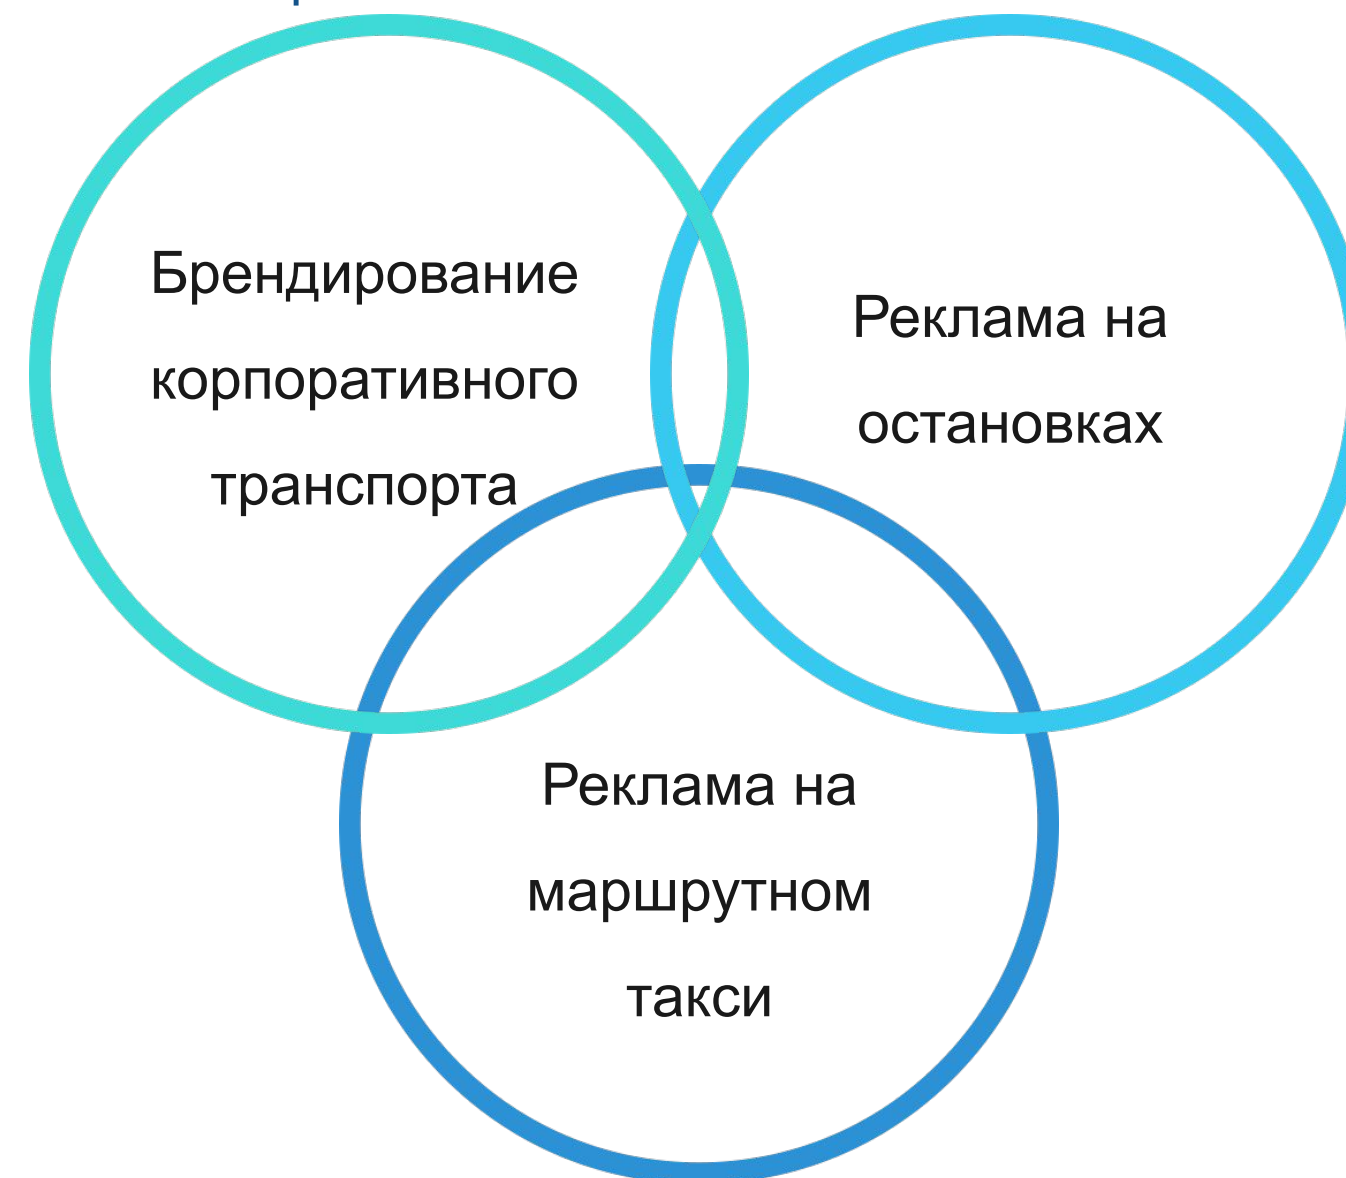 Брендирование
корпоративного
транспорта
Реклама на
остановках
Реклама на
маршрутном
такси